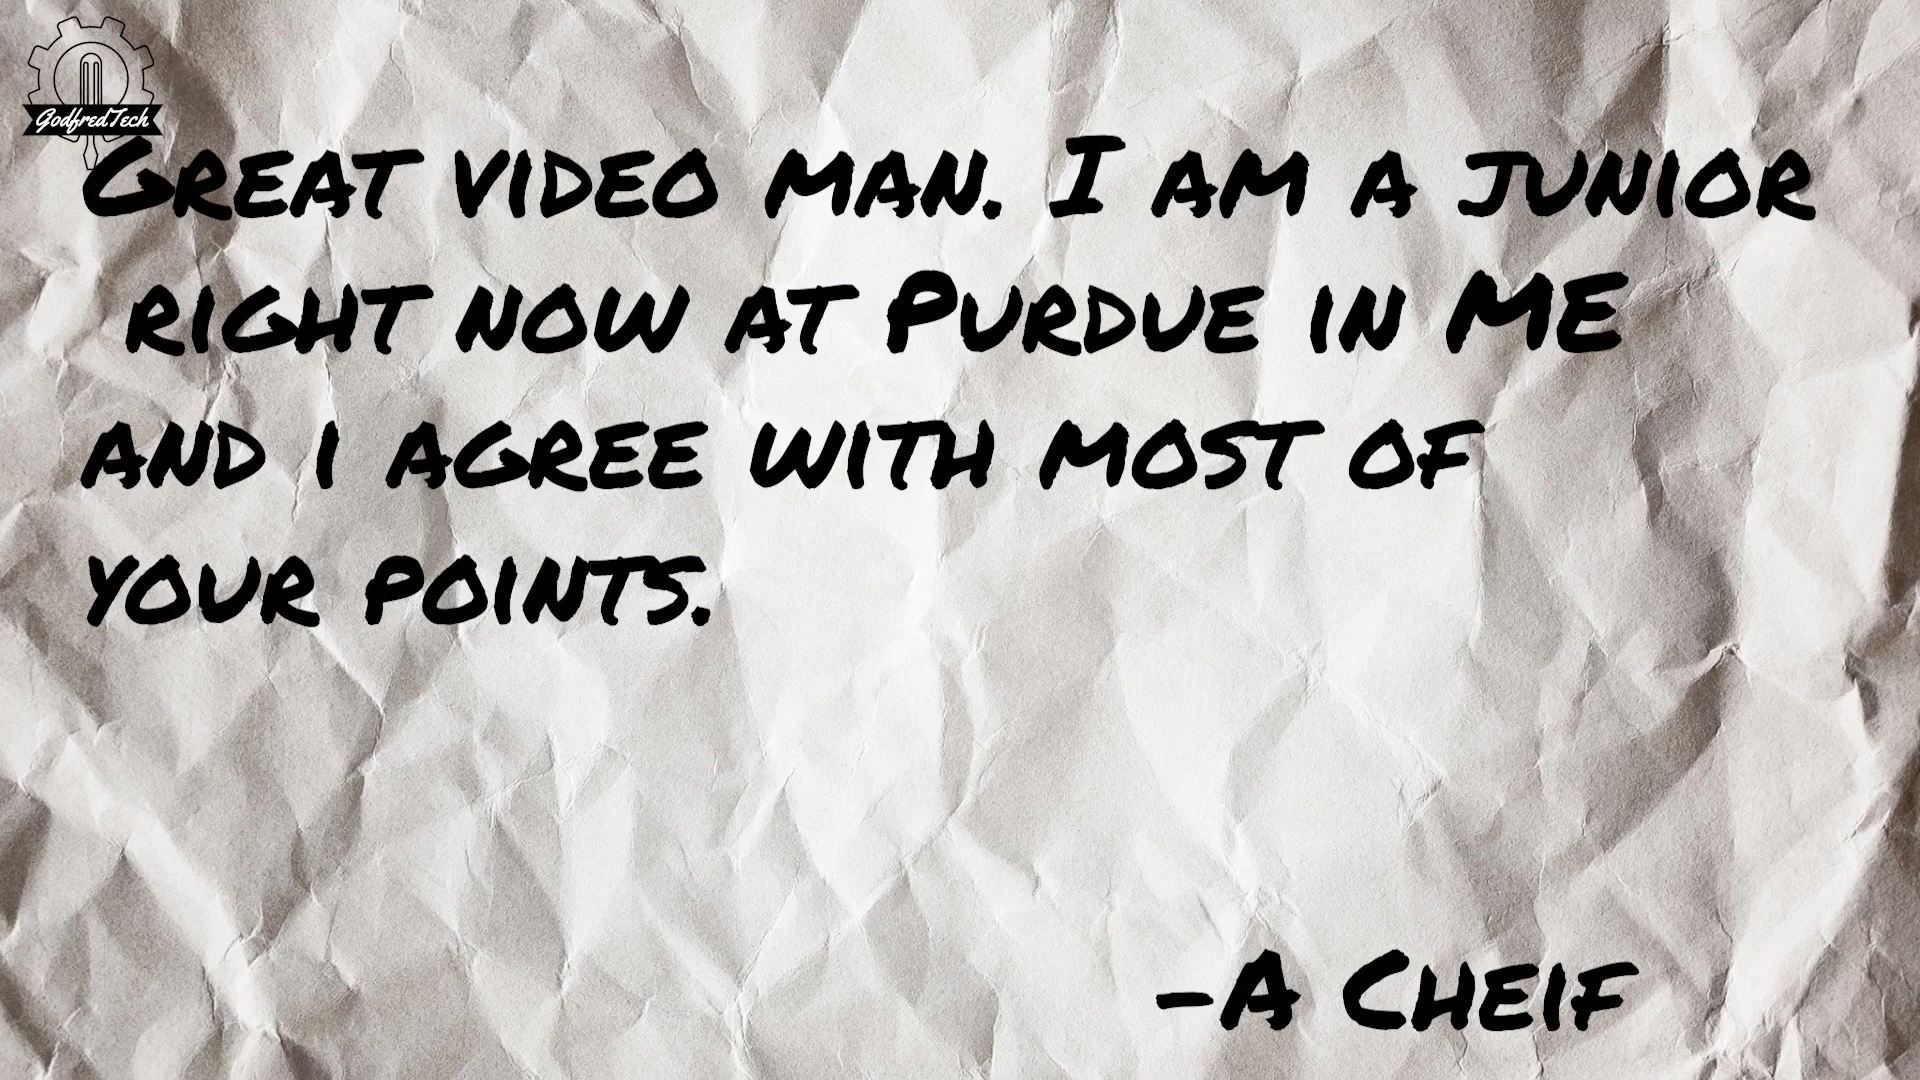 GodfredTech
Great video man. I am a junior
right now at Purdue in ME
and i agree with most of
your points.
-A Cheif